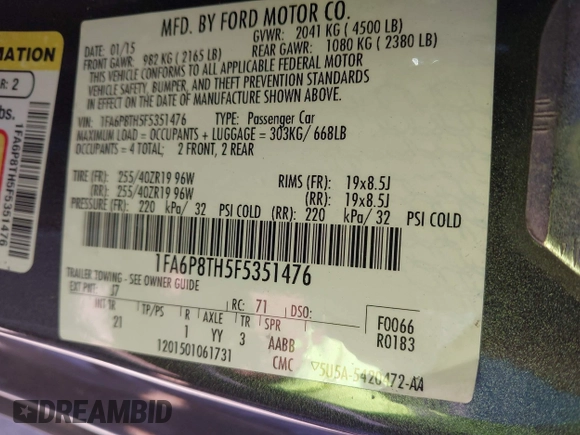 MFD. BY FORD MOTOR CO.
DATE: 01/15 GVWR: 2041 KG ( 4500 LB)
FRONT GAWR: 982 KG ( 2165 LB) REAR GAWR: 1080 KG ( 2380 LB)
THIS VEHICLE CONFORMS TO ALL APPLICABLE FEDERAL MOTOR
VEHICLE SAFETY, BUMPER, AND THEFT PREVENTION STANDARDS
IN EFFECT ON THE DATE OF MANUFACTURE SHOWN ABOVE.
VIN: 1FA6P8TH5F5351476 TYPE: Passenger Car
MAXIMUM LOAD = OCCUPANTS + LUGGAGE = 303KG/ 668LB
OCCUPANTS = 4 TOTAL; 2 FRONT, 2 REAR
TIRE (FR): 255/40ZR19 96W RIMS (FR): 19x8.5J
(RR): 255/40ZR19 96W (RR): 19x8.5J
PRESSURE (FR): 220 kPa/ 32 PSI COLD (RR): 220 kPa/ 32 PSI COLD
1FA6P8TH5F5351476
TRAILER TOWING - SEE OWNER GUIDE
EXT PNT: J7 RC: 71 DSO:
INT TR TP/PS R AXLE TR SPR
21 1 YY 3 AABB
1201501061731 CMC
F0066
R0183
5U5A-5420472-AA
MATION
R: 2
lbs.
1FA6P8TH5F5351476
DREAMBID